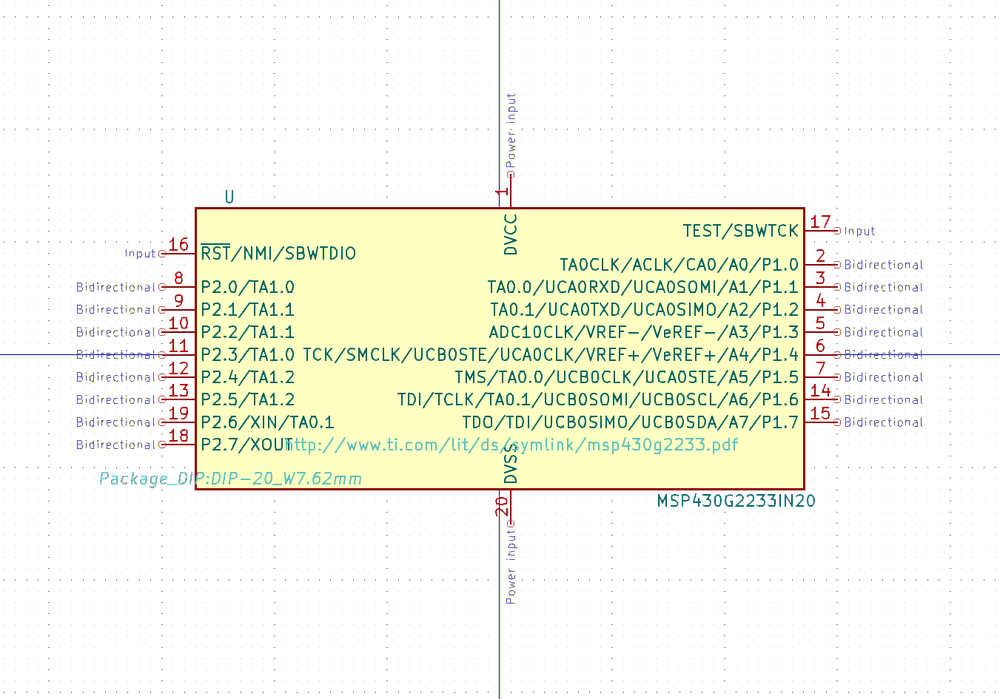 Power input
1
DVCC
U
TEST/SBWTCK 17 Input
Input 16 RST/NMI/SBWTDIO
TA0CLK/ACLK/CA0/A0/P1.0 2 Bidirectional
Bidirectional 8 P2.0/TA1.0 TA0.0/UCA0RXD/UCA0SOMI/A1/P1.1 3 Bidirectional
Bidirectional 9 P2.1/TA1.1 TA0.1/UCA0TXD/UCA0SIMO/A2/P1.2 4 Bidirectional
Bidirectional 10 P2.2/TA1.1 ADC10CLK/VREF-/VeREF-/A3/P1.3 5 Bidirectional
Bidirectional 11 P2.3/TA1.0 TCK/SMCLK/UCB0STE/UCA0CLK/VREF+/VeREF+/A4/P1.4 6 Bidirectional
Bidirectional 12 P2.4/TA1.2 TMS/TA0.0/UCB0CLK/UCA0STE/A5/P1.5 7 Bidirectional
Bidirectional 13 P2.5/TA1.2 TDI/TCLK/TA0.1/UCB0SOMI/UCB0SCL/A6/P1.6 14 Bidirectional
Bidirectional 19 P2.6/XIN/TA0.1 TDO/TDI/UCB0SIMO/UCB0SDA/A7/P1.7 15 Bidirectional
Bidirectional 18 P2.7/XOUT http://www.ti.com/lit/ds/symlink/msp430g2233.pdf
DVSS
Package_DIP:DIP-20_W7.62mm
MSP430G2233IN20
20
Power input